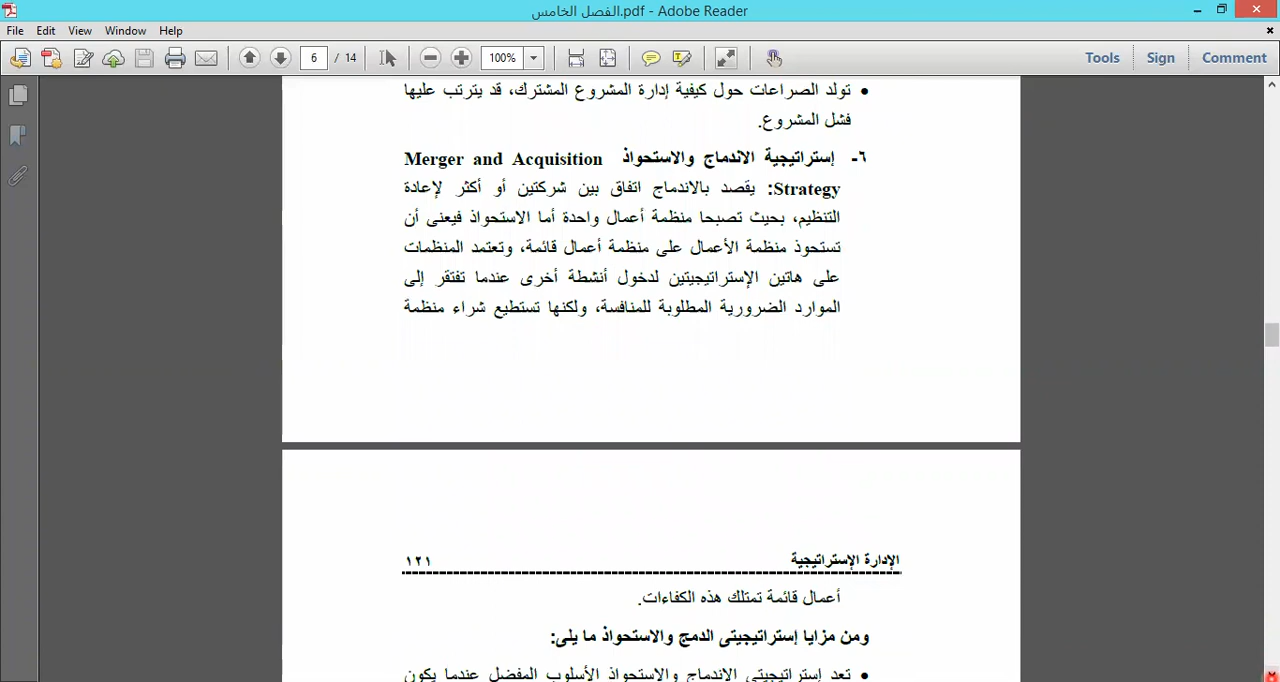 الفصل الخامس.pdf - Adobe Reader
File Edit View Window Help
6 / 14 100% Tools Sign Comment
• تولد الصراعات حول كيفية إدارة المشروع المشترك، قد يترتب عليها
فشل المشروع.
٦- إستراتيجية الاندماج والاستحواذ Merger and Acquisition
Strategy: يقصد بالاندماج اتفاق بين شركتين أو أكثر لإعادة
التنظيم، بحيث تصبحا منظمة أعمال واحدة أما الاستحواذ فيعنى أن
تستحوذ منظمة الأعمال على منظمة أعمال قائمة، وتعتمد المنظمات
على هاتين الإستراتيجيتين لدخول أنشطة أخرى عندما تفتقر إلى
الموارد الضرورية المطلوبة للمنافسة، ولكنها تستطيع شراء منظمة
الإدارة الإستراتيجية ١٢١
أعمال قائمة تمتلك هذه الكفاءات.
ومن مزايا إستراتيجيتى الدمج والاستحواذ ما يلى:
• تعد إستراتيجيتى الاندماج والاستحواذ الأسلوب المفضل عندما يكون